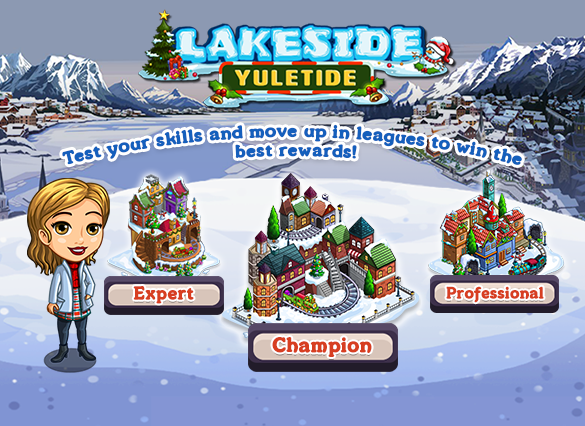 LAKESIDE
YULETIDE
Test your skills and move up in leagues to win the
best rewards!
Expert
Champion
Professional